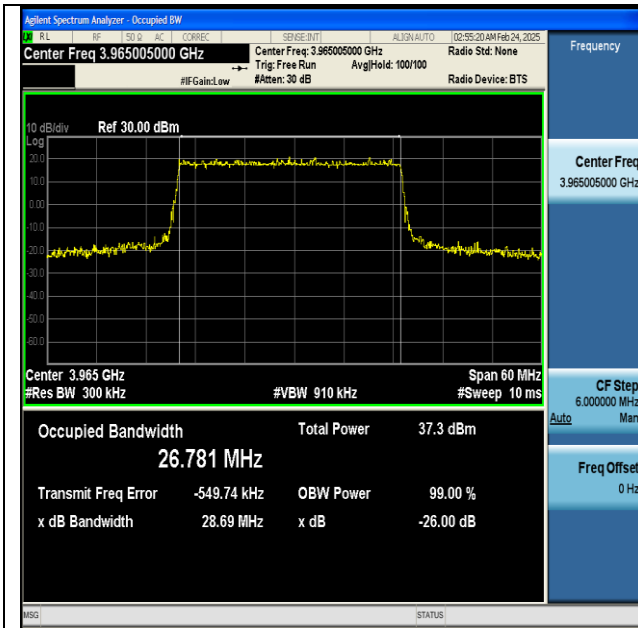 Agilent Spectrum Analyzer - Occupied BW
LXI RL RF 50 Ω AC CORREC SENSE:INT ALIGN AUTO 02:55:20 AM Feb 24, 2025
Center Freq 3.965005000 GHz
Center Freq: 3.965005000 GHz Radio Std: None
Trig: Free Run Avg|Hold: 100/100
#IFGain:Low #Atten: 30 dB Radio Device: BTS
10 dB/div Ref 30.00 dBm
Log
20.0
10.0
0.00
-10.0
-20.0
-30.0
-40.0
-50.0
-60.0
Center 3.965 GHz Span 60 MHz
#Res BW 300 kHz #VBW 910 kHz #Sweep 10 ms
Occupied Bandwidth Total Power 37.3 dBm
26.781 MHz
Transmit Freq Error -549.74 kHz OBW Power 99.00 %
x dB Bandwidth 28.69 MHz x dB -26.00 dB
MSG STATUS
Frequency
Center Freq
3.965005000 GHz
CF Step
6.000000 MHz
Auto Man
Freq Offset
0 Hz